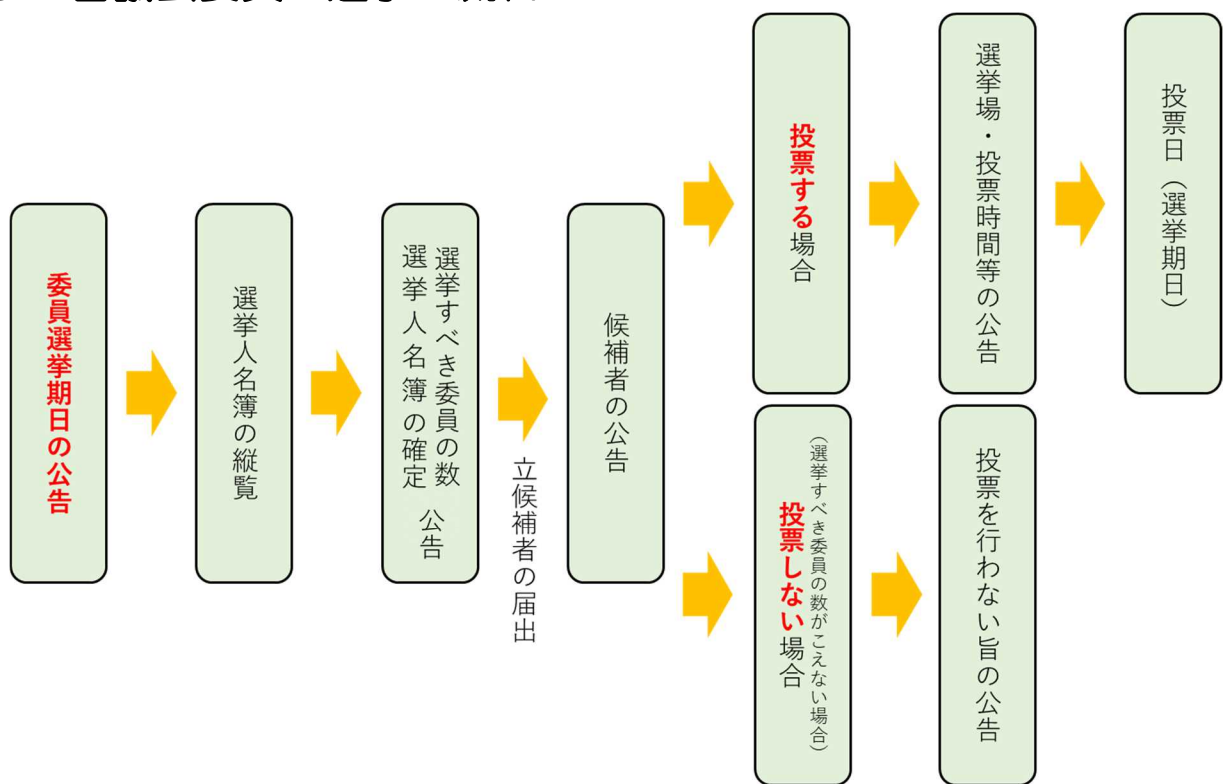 委員選挙期日の公告
選挙人名簿の縦覧
選挙すべき委員の数
選挙人名簿の確定
公告
立候補者の届出
候補者の公告
投票する場合
選挙場・投票時間等の公告
投票日（選挙期日）
（選挙すべき委員の数がこえない場合）
投票しない場合
投票を行わない旨の公告